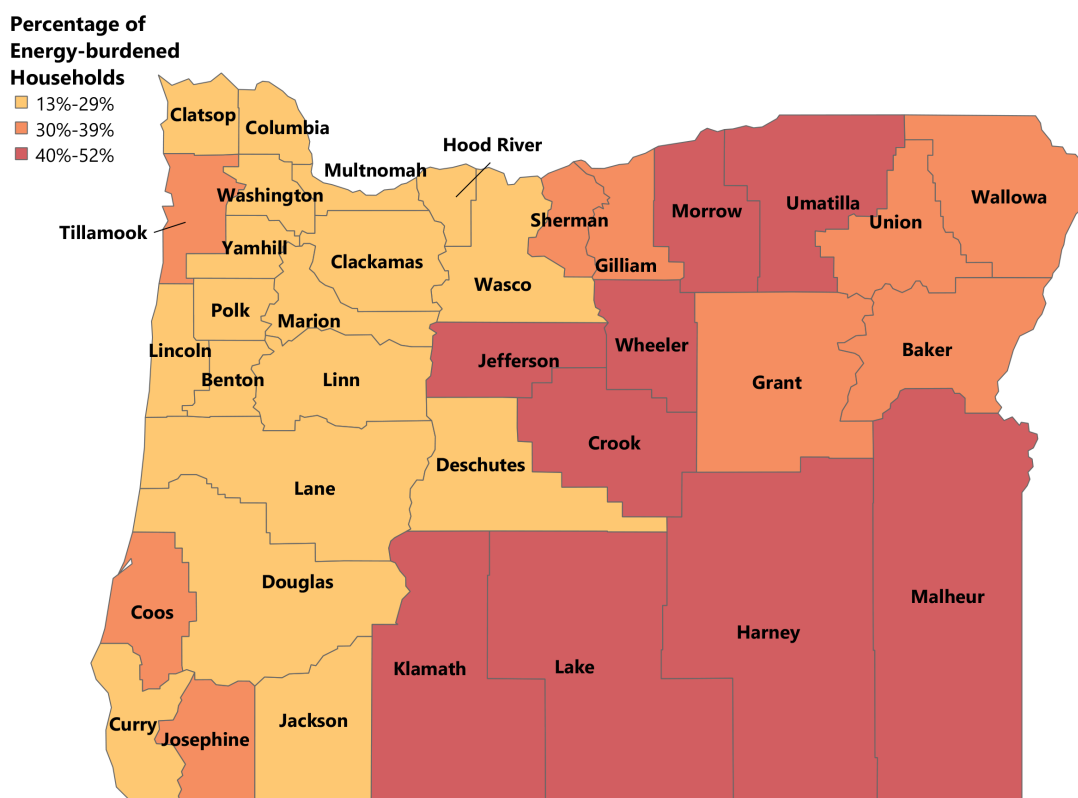 Percentage of
Energy-burdened
Households
13%-29%
30%-39%
40%-52%
Clatsop
Columbia
Hood River
Multnomah
Washington
Tillamook
Yamhill
Clackamas
Sherman
Gilliam
Morrow
Umatilla
Union
Wallowa
Wasco
Polk
Marion
Lincoln
Benton
Linn
Jefferson
Wheeler
Grant
Baker
Crook
Deschutes
Lane
Douglas
Coos
Klamath
Lake
Harney
Malheur
Curry
Josephine
Jackson